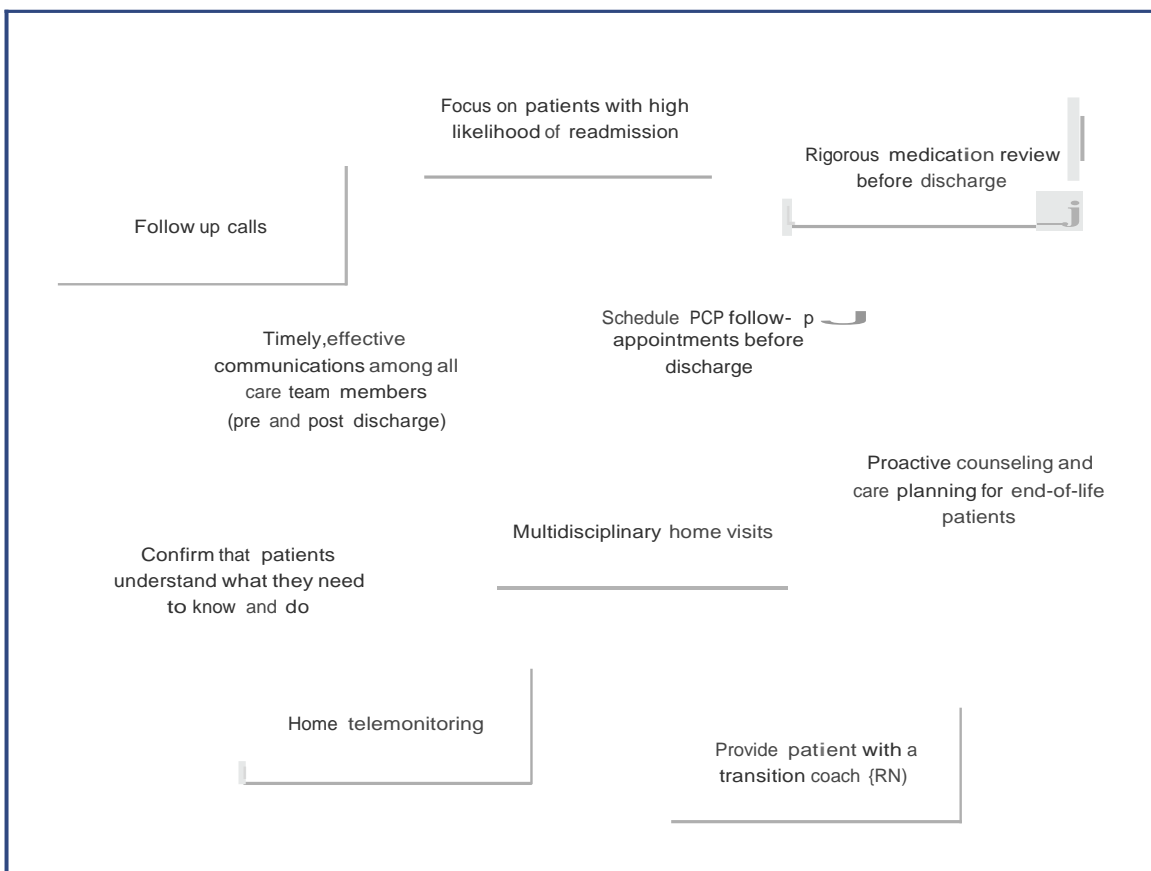 Focus on patients with high
likelihood of readmission
Rigorous medication review
before discharge
Follow up calls
Schedule PCP follow- p
appointments before
discharge
Timely,effective
communications among all
care team members
(pre and post discharge)
Proactive counseling and
care planning for end-of-life
patients
Multidisciplinary home visits
Confirm that patients
understand what they need
to know and do
Home telemonitoring
Provide patient with a
transition coach {RN)